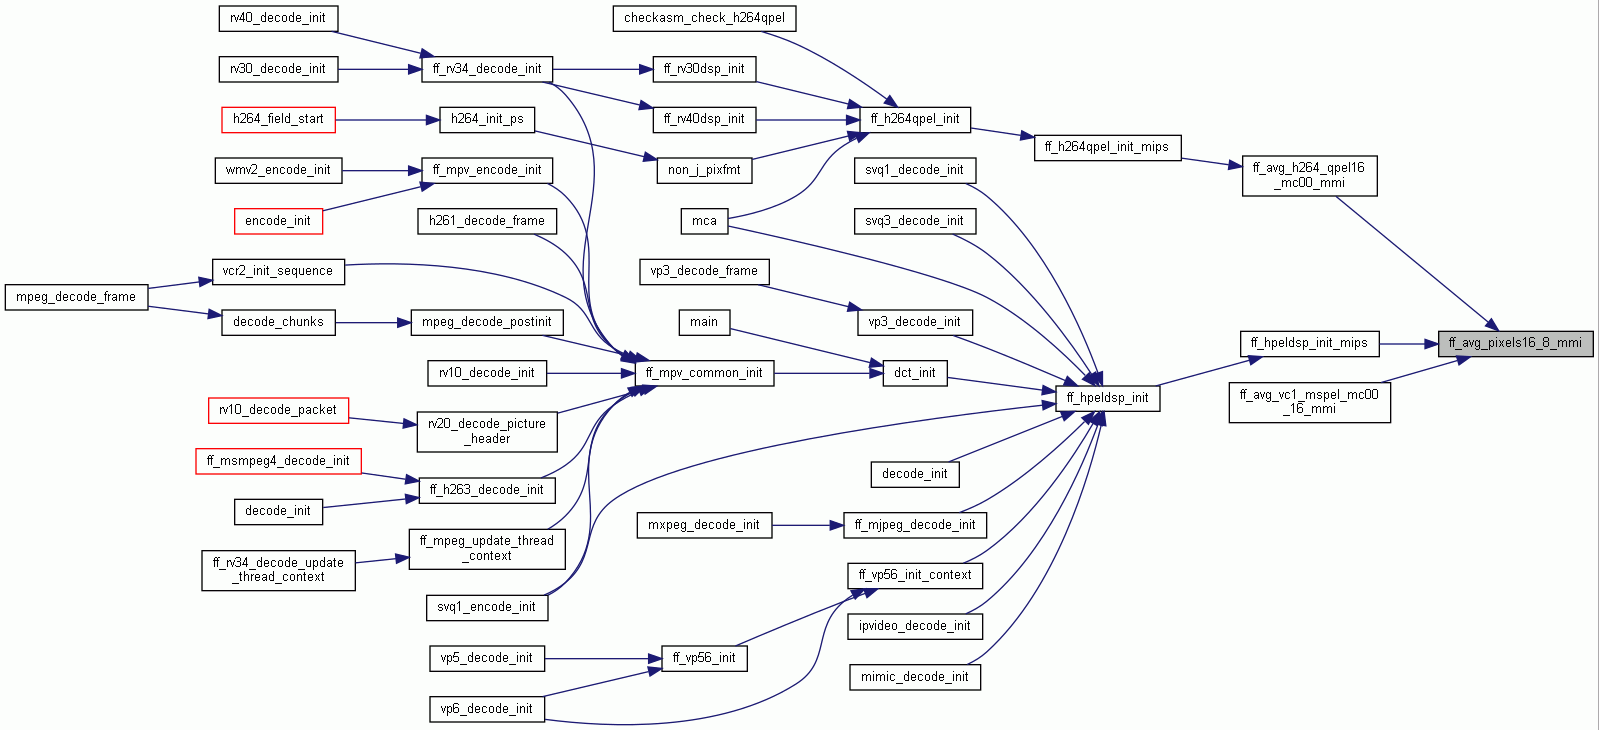 rv40_decode_init
checkasm_check_h264qpel
rv30_decode_init
ff_rv34_decode_init
ff_rv30dsp_init
h264_field_start
h264_init_ps
ff_rv40dsp_init
ff_h264qpel_init
ff_h264qpel_init_mips
wmv2_encode_init
ff_mpv_encode_init
non_j_pixfmt
svq1_decode_init
ff_avg_h264_qpel16
_mc00_mmi
encode_init
h261_decode_frame
mca
svq3_decode_init
vcr2_init_sequence
vp3_decode_frame
mpeg_decode_frame
decode_chunks
mpeg_decode_postinit
main
vp3_decode_init
ff_hpeldsp_init_mips
ff_avg_pixels16_8_mmi
rv10_decode_init
ff_mpv_common_init
dct_init
ff_hpeldsp_init
ff_avg_vc1_mspel_mc00
_16_mmi
rv10_decode_packet
rv20_decode_picture
_header
ff_msmpeg4_decode_init
decode_init
ff_h263_decode_init
decode_init
mxpeg_decode_init
ff_mjpeg_decode_init
ff_mpeg_update_thread
_context
ff_rv34_decode_update
_thread_context
ff_vp56_init_context
svq1_encode_init
ipvideo_decode_init
vp5_decode_init
ff_vp56_init
mimic_decode_init
vp6_decode_init